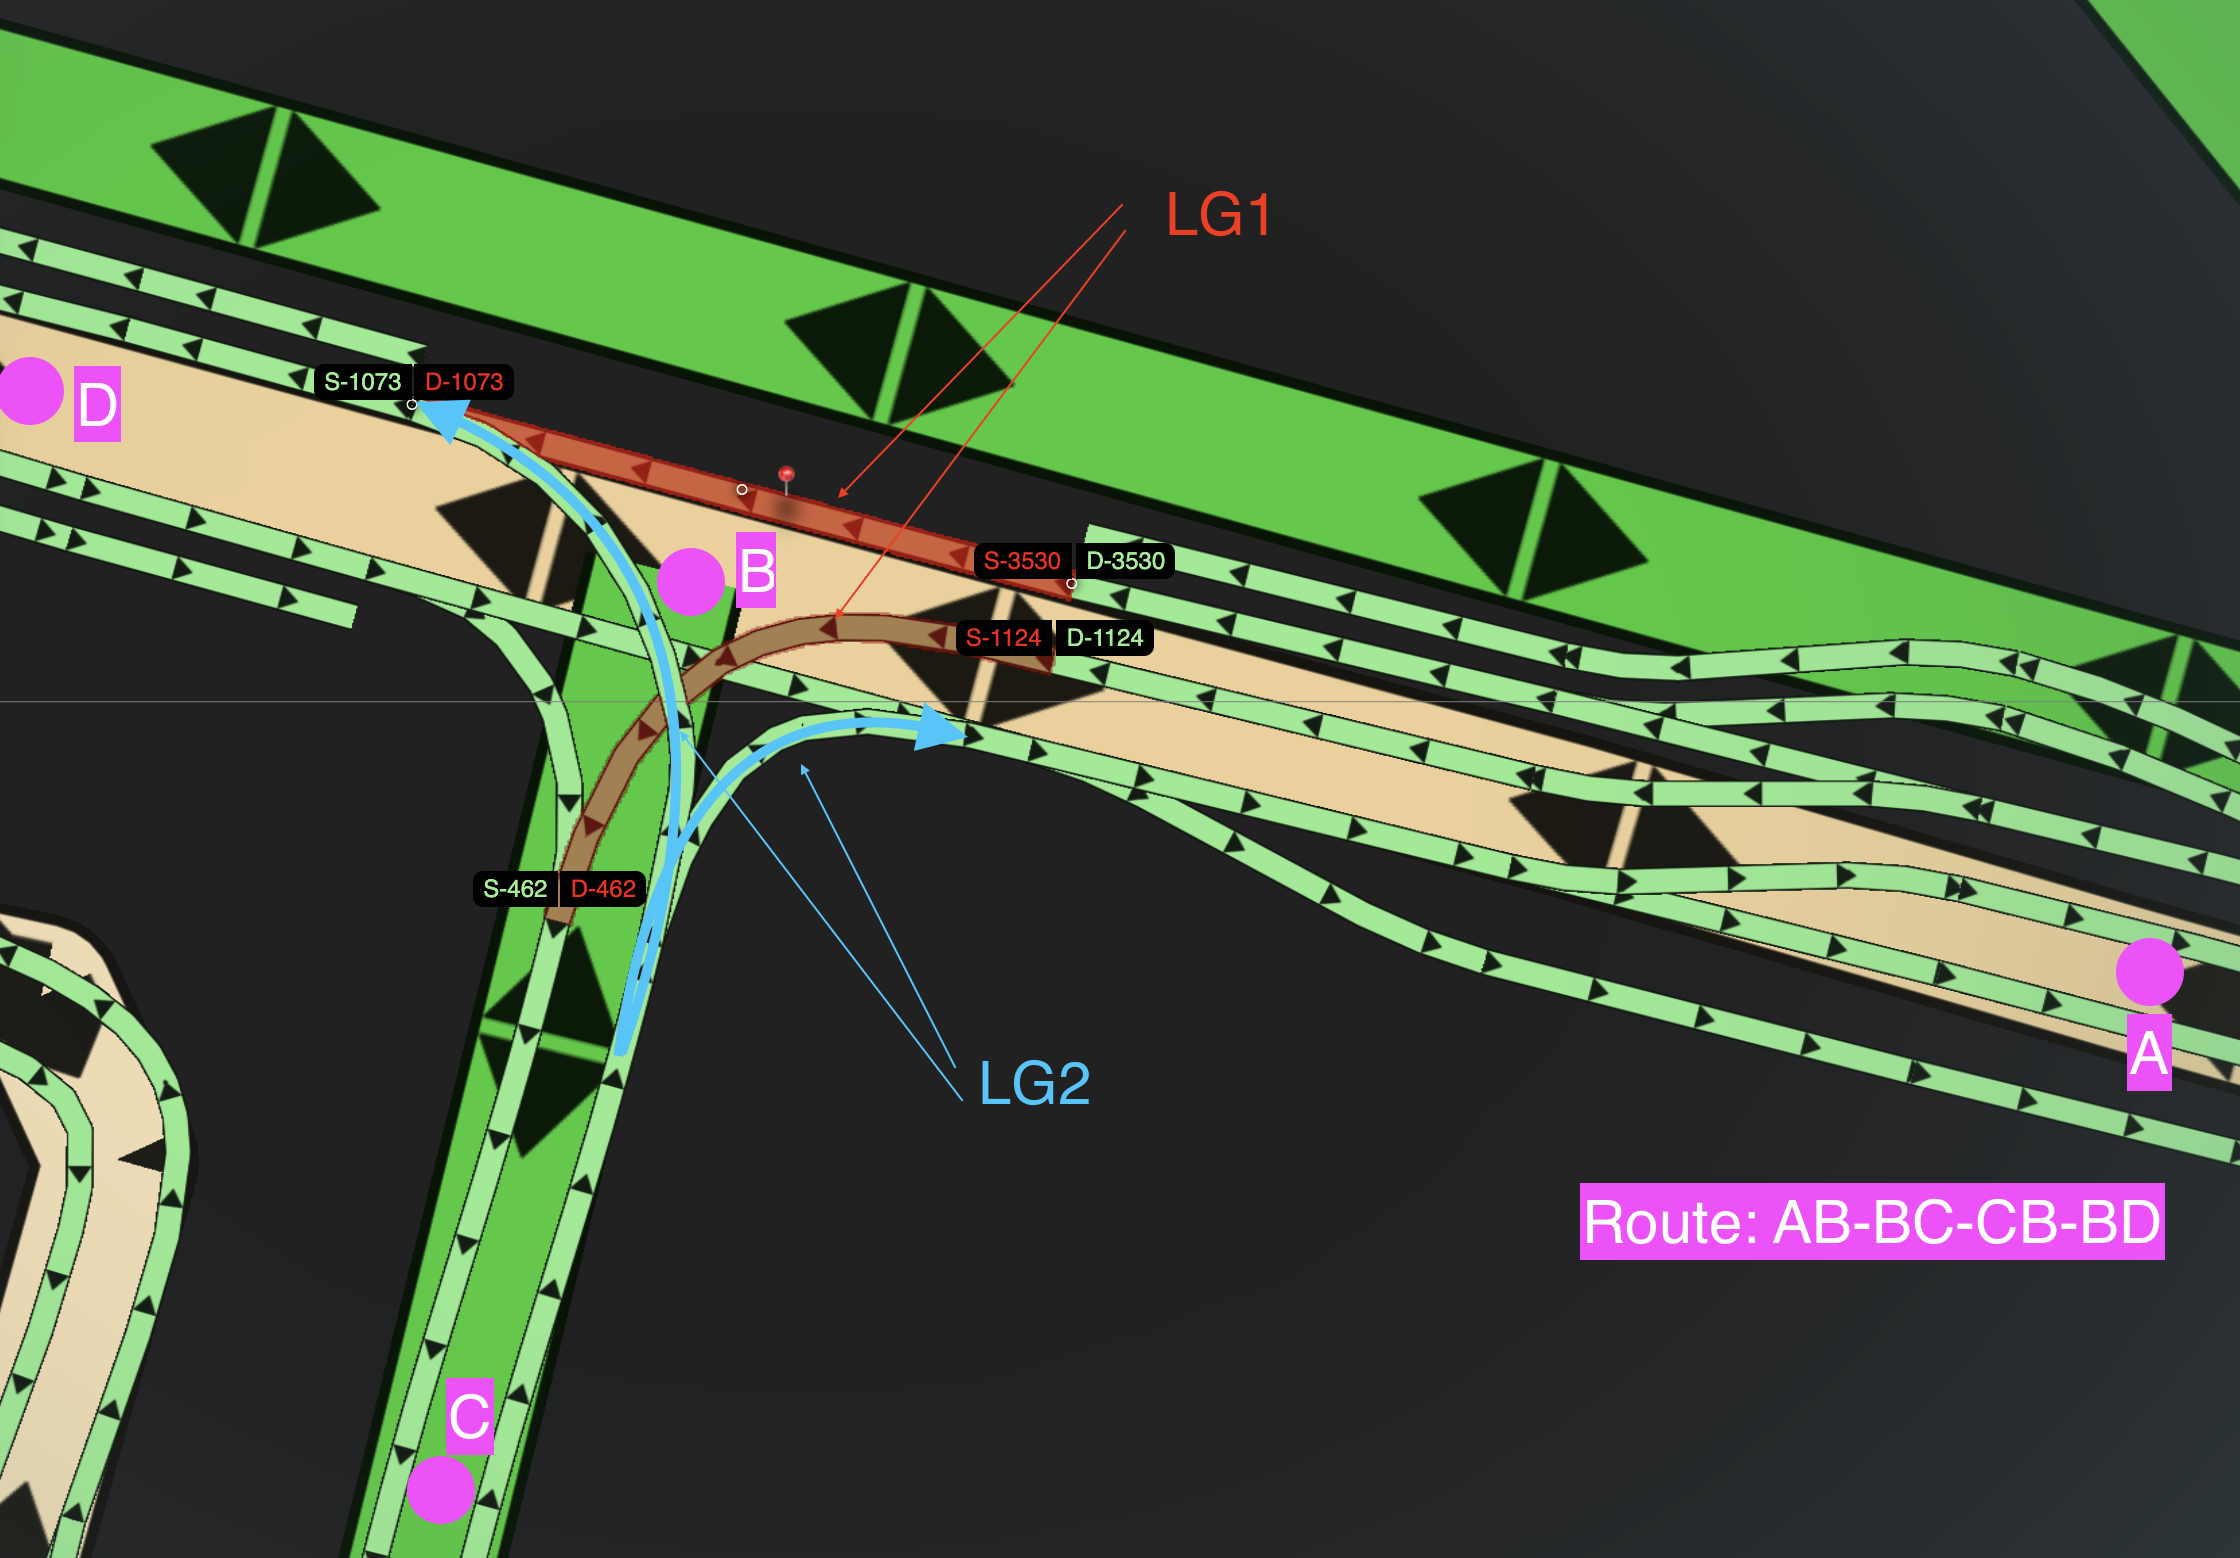 LG1
S-1073 D-1073
D
S-3530 D-3530
B
S-1124 D-1124
S-462 D-462
A
LG2
Route: AB-BC-CB-BD
C